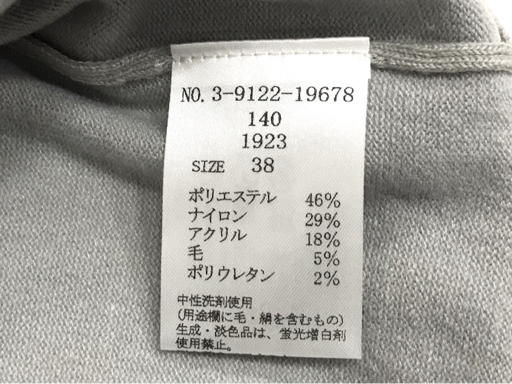 NO. 3-9122-19678
140
1923
SIZE 38
ポリエステル 46%
ナイロン 29%
アクリル 18%
毛 5%
ポリウレタン 2%
中性洗剤使用
(用途欄に毛・絹を含むもの)
生成・淡色品は、蛍光増白剤
使用禁止。